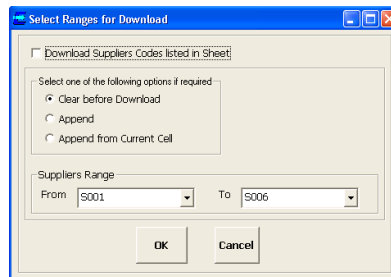 Select Ranges for Download
Download Suppliers Codes listed in Sheet
Select one of the following options if required
Clear before Download
Append
Append from Current Cell
Suppliers Range
From S001 To S006
OK Cancel